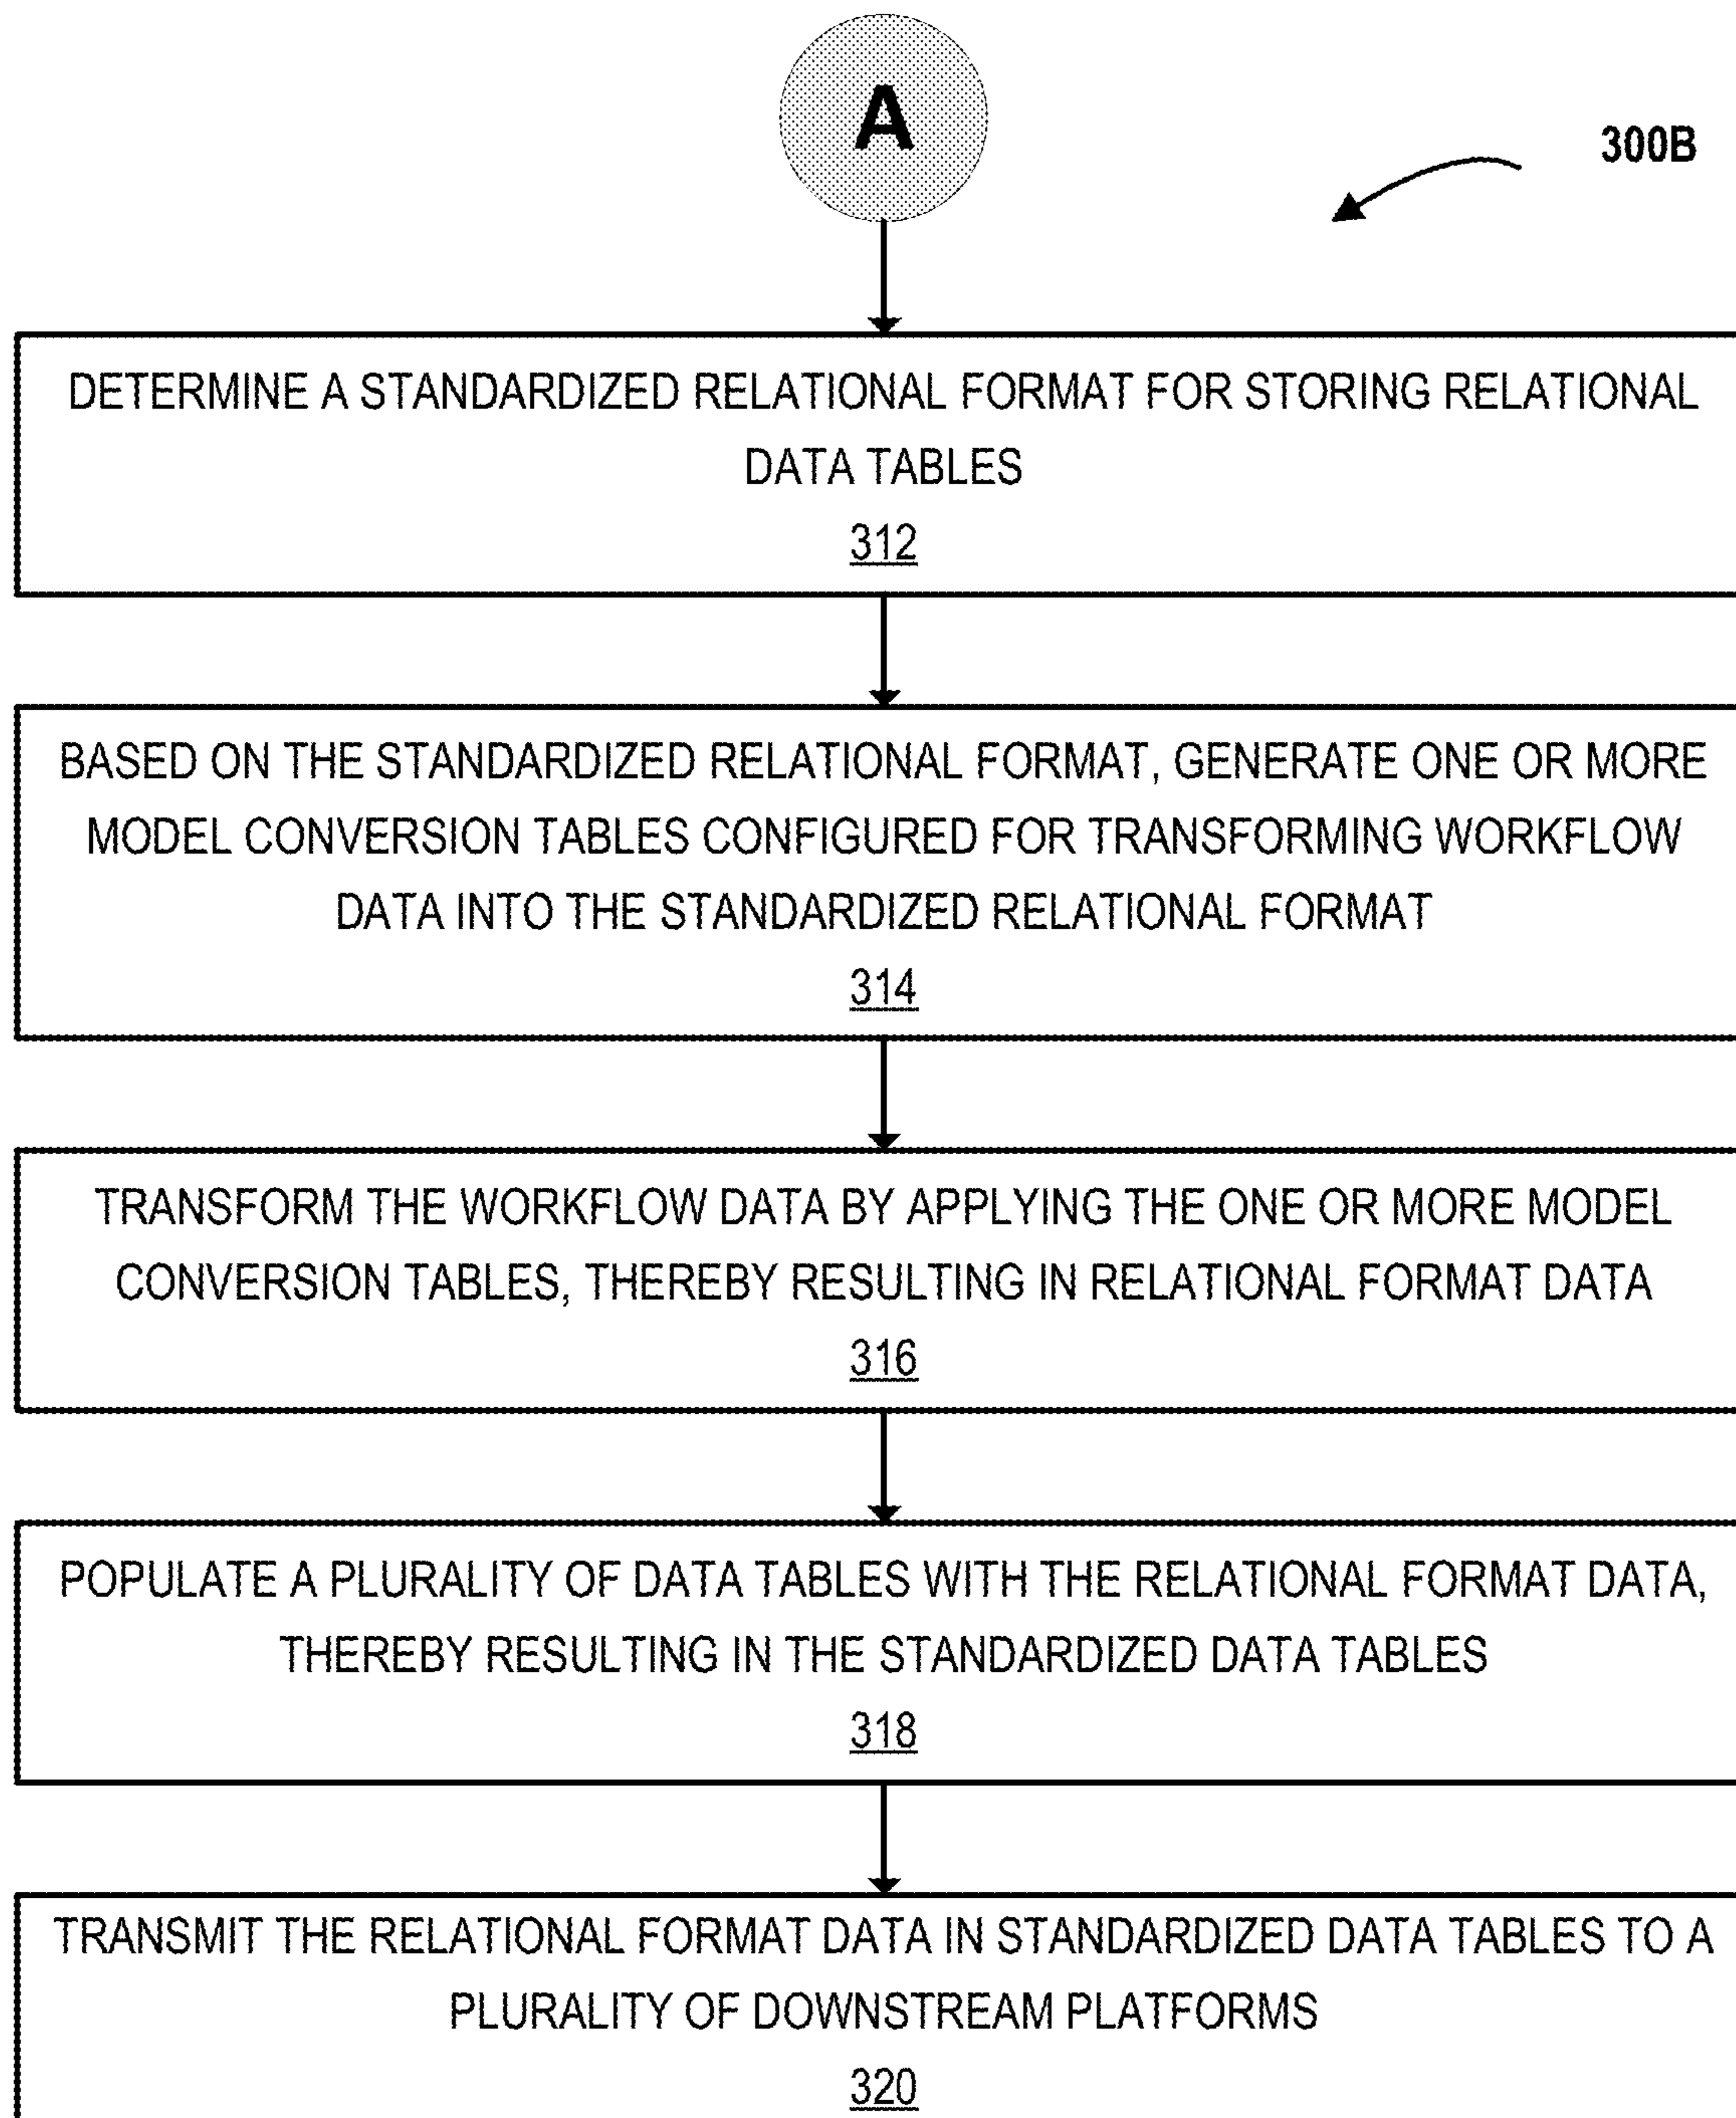 A
300B
DETERMINE A STANDARDIZED RELATIONAL FORMAT FOR STORING RELATIONAL
DATA TABLES
312
BASED ON THE STANDARDIZED RELATIONAL FORMAT, GENERATE ONE OR MORE
MODEL CONVERSION TABLES CONFIGURED FOR TRANSFORMING WORKFLOW
DATA INTO THE STANDARDIZED RELATIONAL FORMAT
314
TRANSFORM THE WORKFLOW DATA BY APPLYING THE ONE OR MORE MODEL
CONVERSION TABLES, THEREBY RESULTING IN RELATIONAL FORMAT DATA
316
POPULATE A PLURALITY OF DATA TABLES WITH THE RELATIONAL FORMAT DATA,
THEREBY RESULTING IN THE STANDARDIZED DATA TABLES
318
TRANSMIT THE RELATIONAL FORMAT DATA IN STANDARDIZED DATA TABLES TO A
PLURALITY OF DOWNSTREAM PLATFORMS
320